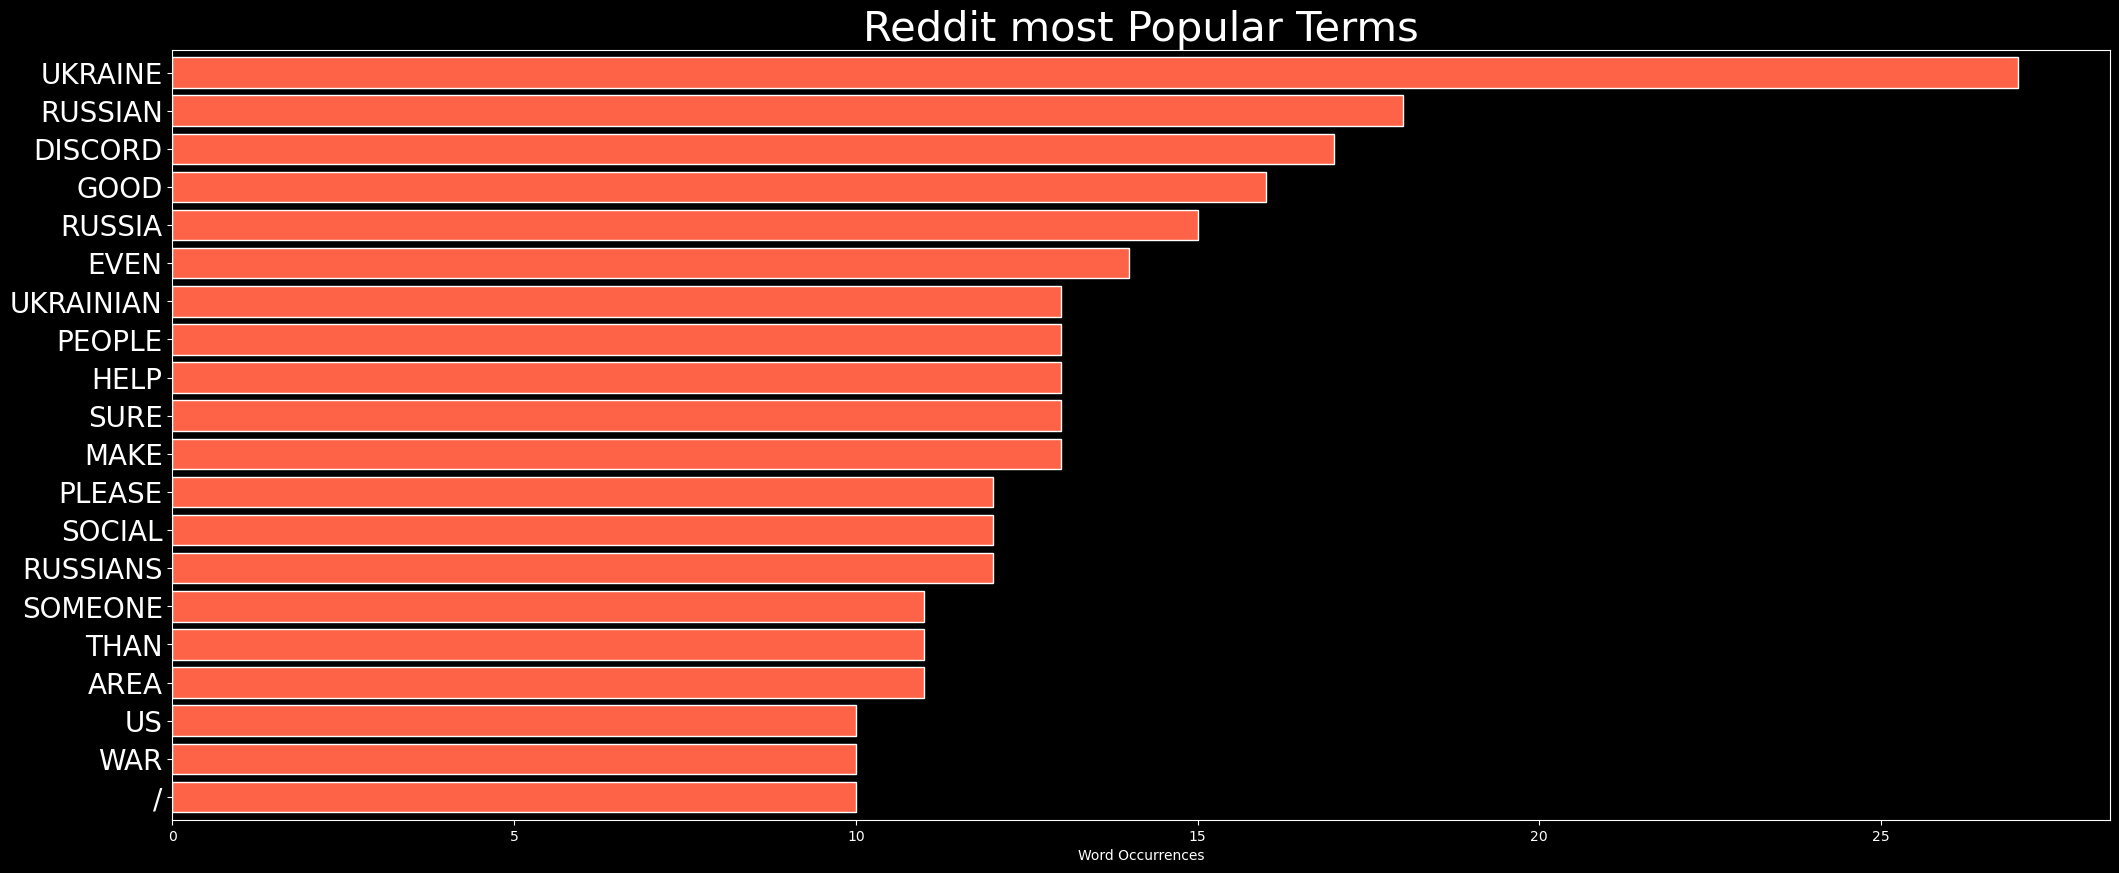 Reddit most Popular Terms
UKRAINE
RUSSIAN
DISCORD
GOOD
RUSSIA
EVEN
UKRAINIAN
PEOPLE
HELP
SURE
MAKE
PLEASE
SOCIAL
RUSSIANS
SOMEONE
THAN
AREA
US
WAR
/
0 5 10 15 20 25
Word Occurrences